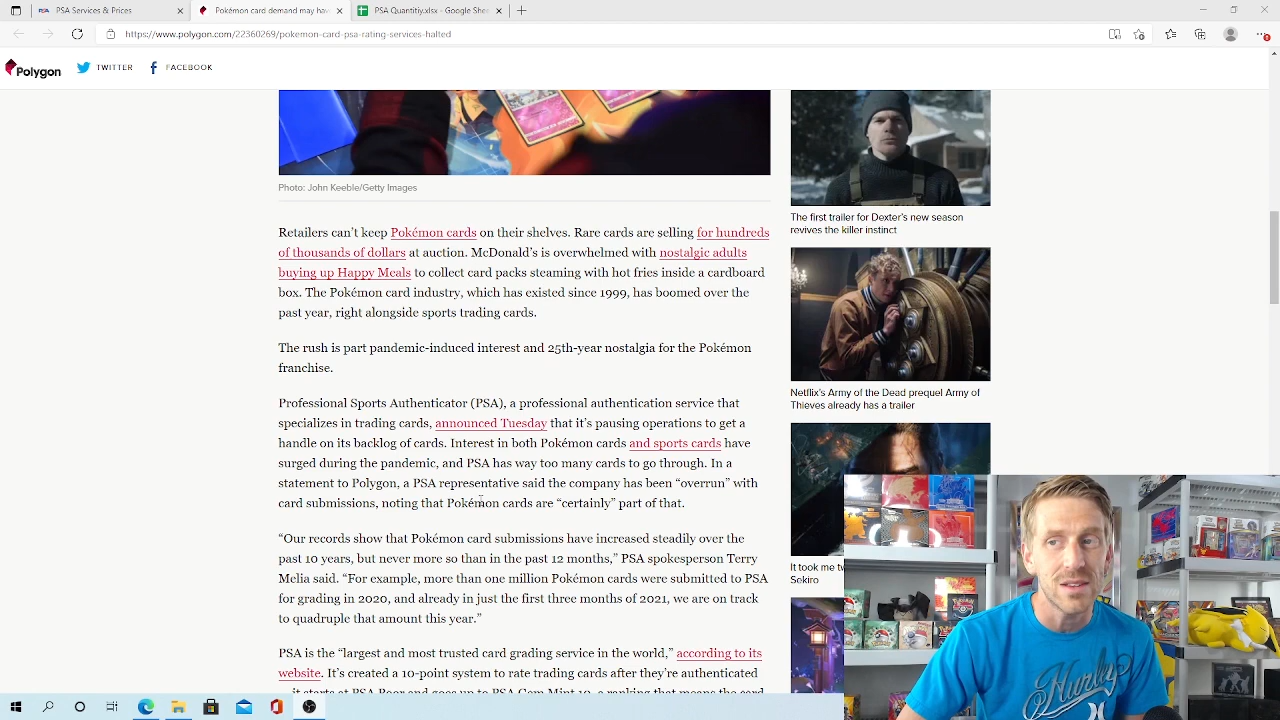 PSA Services & Prices
Pokémon card demand may hav
PSA Quantitiy.xlsx - Google She
https://www.polygon.com/22360269/pokemon-card-psa-rating-services-halted
Polygon
TWITTER
FACEBOOK
Photo: John Keeble/Getty Images
Retailers can’t keep Pokémon cards on their shelves. Rare cards are selling for hundreds
of thousands of dollars at auction. McDonald’s is overwhelmed with nostalgic adults
buying up Happy Meals to collect card packs steaming with hot fries inside a cardboard
box. The Pokémon card industry, which has existed since 1999, has boomed over the
past year, right alongside sports trading cards.
The rush is part pandemic-induced interest and 25th-year nostalgia for the Pokémon
franchise.
Professional Sports Authenticator (PSA), a professional authentication service that
specializes in trading cards, announced Tuesday that it’s pausing operations to get a
handle on its backlog of cards. Interest in both Pokémon cards and sports cards have
surged during the pandemic, and PSA has way too many cards to go through. In a
statement to Polygon, a PSA representative said the company has been “overrun” with
card submissions, noting that Pokémon cards are “certainly” part of that.
“Our records show that Pokémon card submissions have increased steadily over the
past 10 years, but never more so than in the past 12 months,” PSA spokesperson Terry
Melia said. “For example, more than one million Pokémon cards were submitted to PSA
for grading in 2020, and already in just the first three months of 2021, we are on track
to quadruple that amount this year.”
PSA is the “largest and most trusted card grading service in the world,” according to its
website. It’s created a 10-point system to rate trading cards after they’re authenticated
— it starts at PSA Poor and goes up to PSA Gem Mint 10, a ranking that means the card
The first trailer for Dexter’s new season
revives the killer instinct
Netflix’s Army of the Dead prequel Army of
Thieves already has a trailer
It took me tw
Sekiro
Hurley